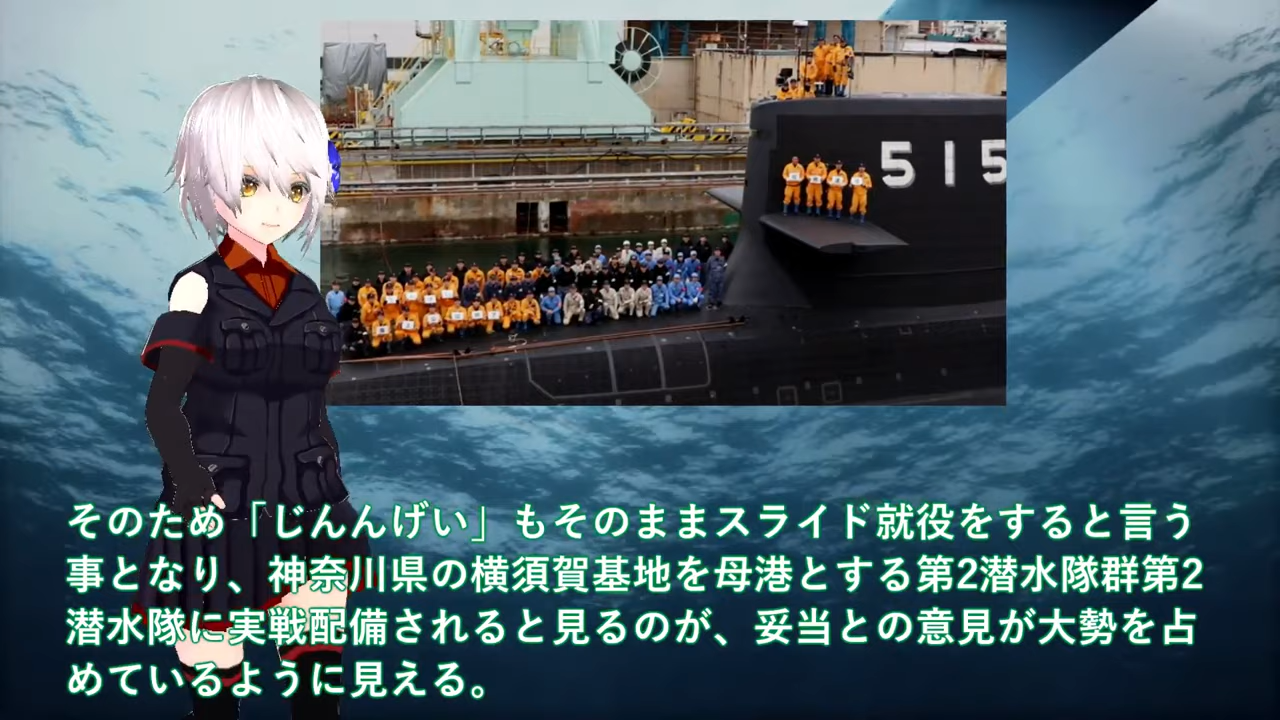 515
そのため「じんんげい」もそのままスライド就役をすると言う
事となり、神奈川県の横須賀基地を母港とする第2潜水隊群第2
潜水隊に実戦配備されると見るのが、妥当との意見が大勢を占
めているように見える。